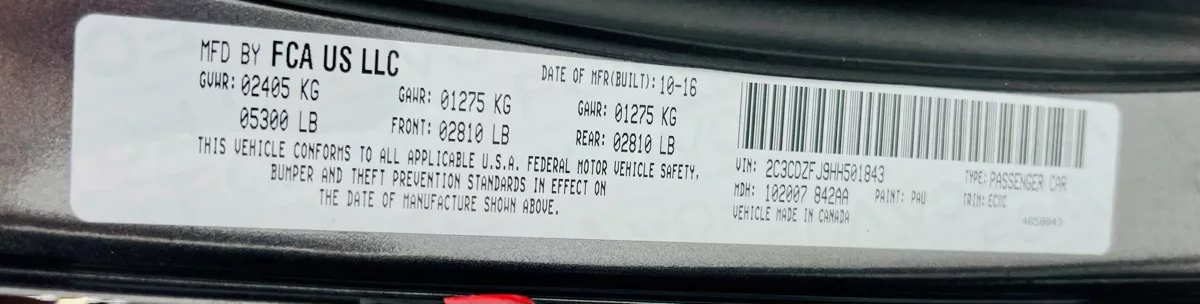 MFD BY FCA US LLC
DATE OF MFR(BUILT): 10-16
GVWR: 02405 KG
05300 LB
GAWR: 01275 KG
FRONT: 02810 LB
GAWR: 01275 KG
REAR: 02810 LB
THIS VEHICLE CONFORMS TO ALL APPLICABLE U.S.A. FEDERAL MOTOR VEHICLE SAFETY,
BUMPER AND THEFT PREVENTION STANDARDS IN EFFECT ON
THE DATE OF MANUFACTURE SHOWN ABOVE.
VIN: 2C3CDZFJ9HH501843
TYPE: PASSENGER CAR
MDH: 102007 842AA
PAINT: PAU
TRIM: ECXC
VEHICLE MADE IN CANADA
4658843